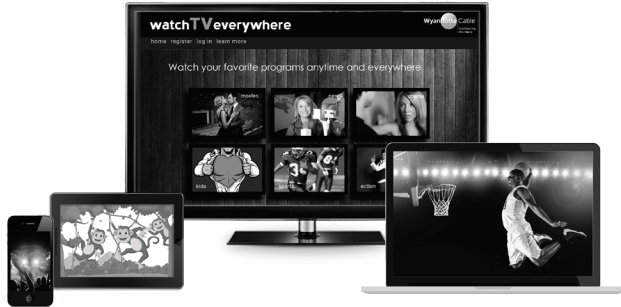 watchTVeverywhere
Wyandotte Cable
home register log in learn more
Watch your favorite programs anytime and everywhere
movies
kids
sports
action